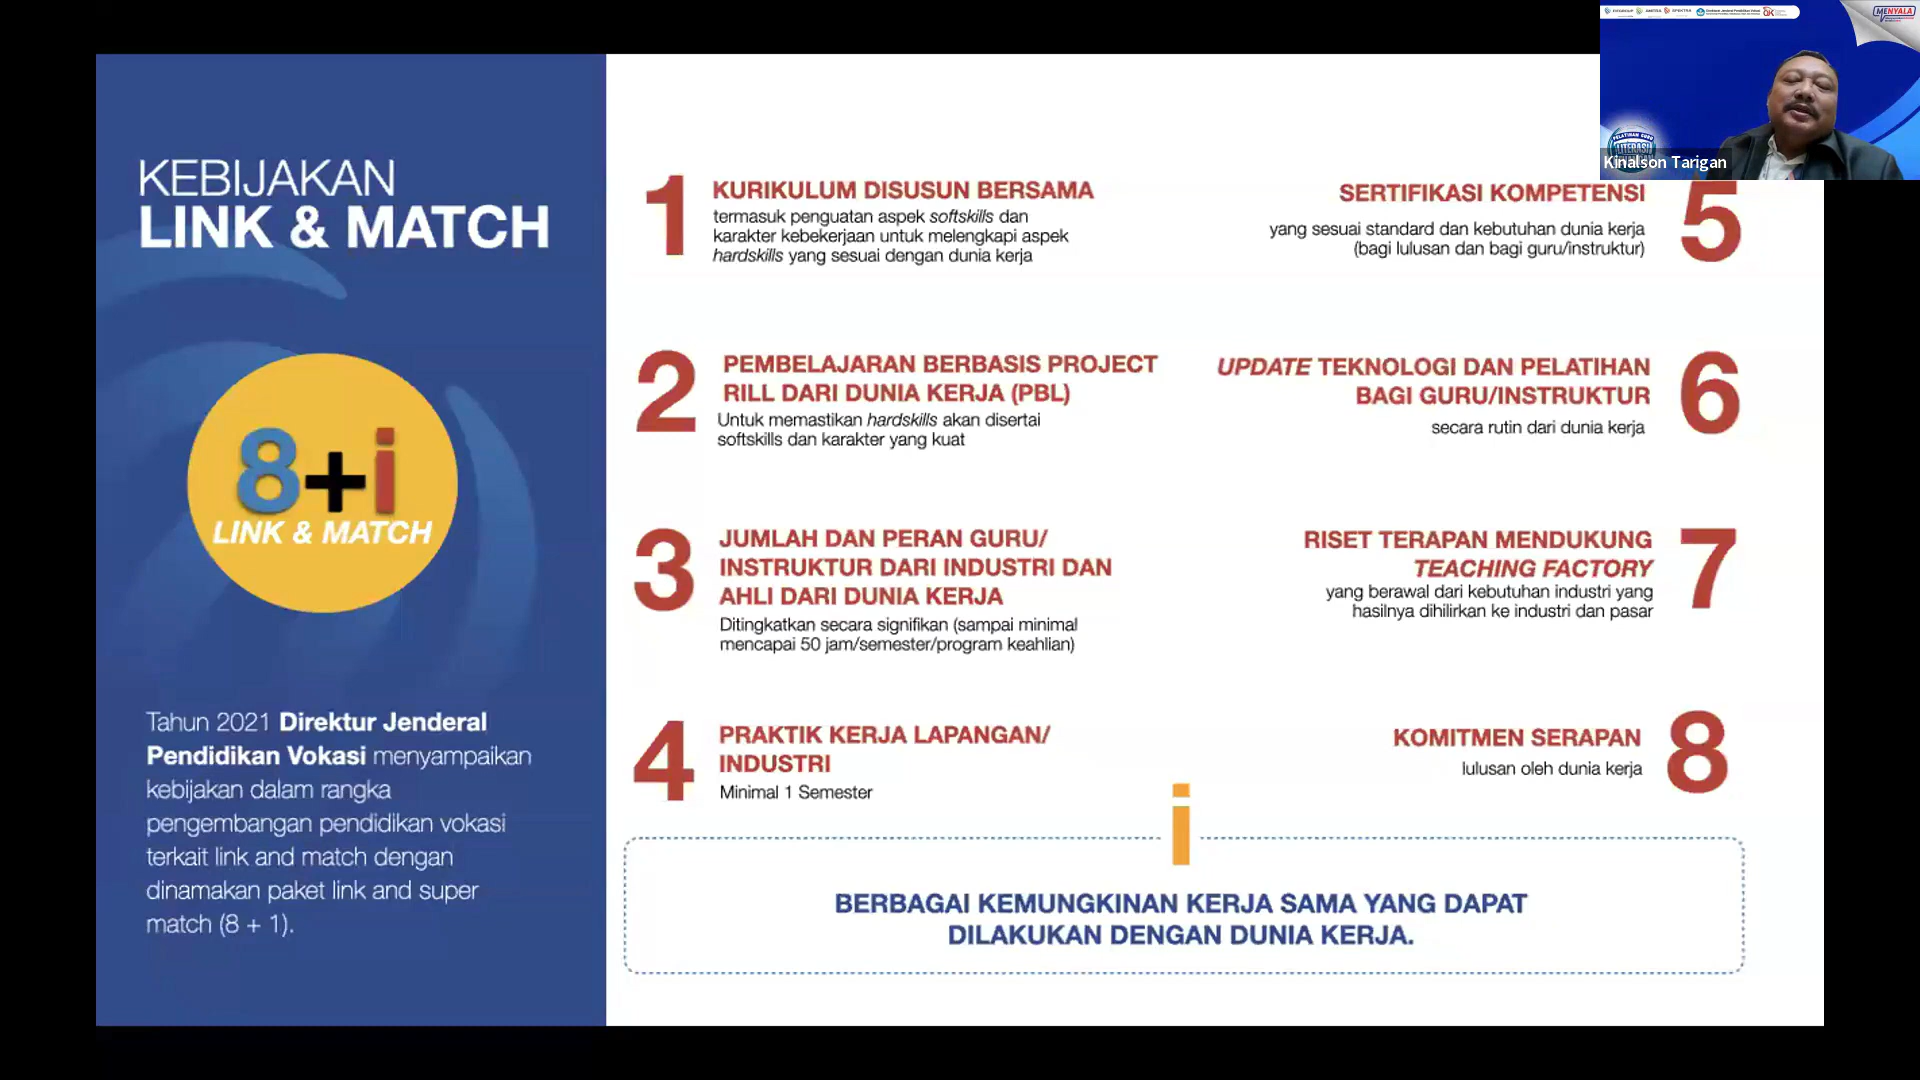 KEBIJAKAN
LINK & MATCH
8+i
LINK & MATCH
Tahun 2021 Direktur Jenderal
Pendidikan Vokasi menyampaikan
kebijakan dalam rangka
pengembangan pendidikan vokasi
terkait link and match dengan
dinamakan paket link and super
match (8 + 1).
1
KURIKULUM DISUSUN BERSAMA
termasuk penguatan aspek softskills dan
karakter kebekerjaan untuk melengkapi aspek
hardskills yang sesuai dengan dunia kerja
2
PEMBELAJARAN BERBASIS PROJECT
RILL DARI DUNIA KERJA (PBL)
Untuk memastikan hardskills akan disertai
softskills dan karakter yang kuat
3
JUMLAH DAN PERAN GURU/
INSTRUKTUR DARI INDUSTRI DAN
AHLI DARI DUNIA KERJA
Ditingkatkan secara signifikan (sampai minimal
mencapai 50 jam/semester/program keahlian)
4
PRAKTIK KERJA LAPANGAN/
INDUSTRI
Minimal 1 Semester
SERTIFIKASI KOMPETENSI
5
yang sesuai standard dan kebutuhan dunia kerja
(bagi lulusan dan bagi guru/instruktur)
UPDATE TEKNOLOGI DAN PELATIHAN
BAGI GURU/INSTRUKTUR
6
secara rutin dari dunia kerja
RISET TERAPAN MENDUKUNG
TEACHING FACTORY
7
yang berawal dari kebutuhan industri yang
hasilnya dihilirkan ke industri dan pasar
KOMITMEN SERAPAN
8
lulusan oleh dunia kerja
i
BERBAGAI KEMUNGKINAN KERJA SAMA YANG DAPAT
DILAKUKAN DENGAN DUNIA KERJA.
MENYALA
PELATIHAN GURU
LITERASI
Kinalson Tarigan